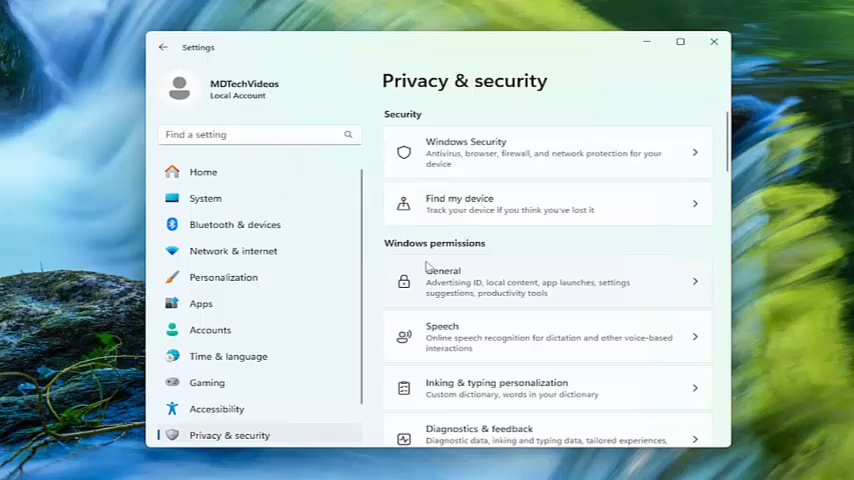 Settings
MDTechVideos
Local Account
Find a setting
Home
System
Bluetooth & devices
Network & internet
Personalization
Apps
Accounts
Time & language
Gaming
Accessibility
Privacy & security
Privacy & security
Security
Windows Security
Antivirus, browser, firewall, and network protection for your
device
Find my device
Track your device if you think you've lost it
Windows permissions
General
Advertising ID, local content, app launches, settings
suggestions, productivity tools
Speech
Online speech recognition for dictation and other voice-based
interactions
Inking & typing personalization
Custom dictionary, words in your dictionary
Diagnostics & feedback
Diagnostic data, inking and typing data, tailored experiences,